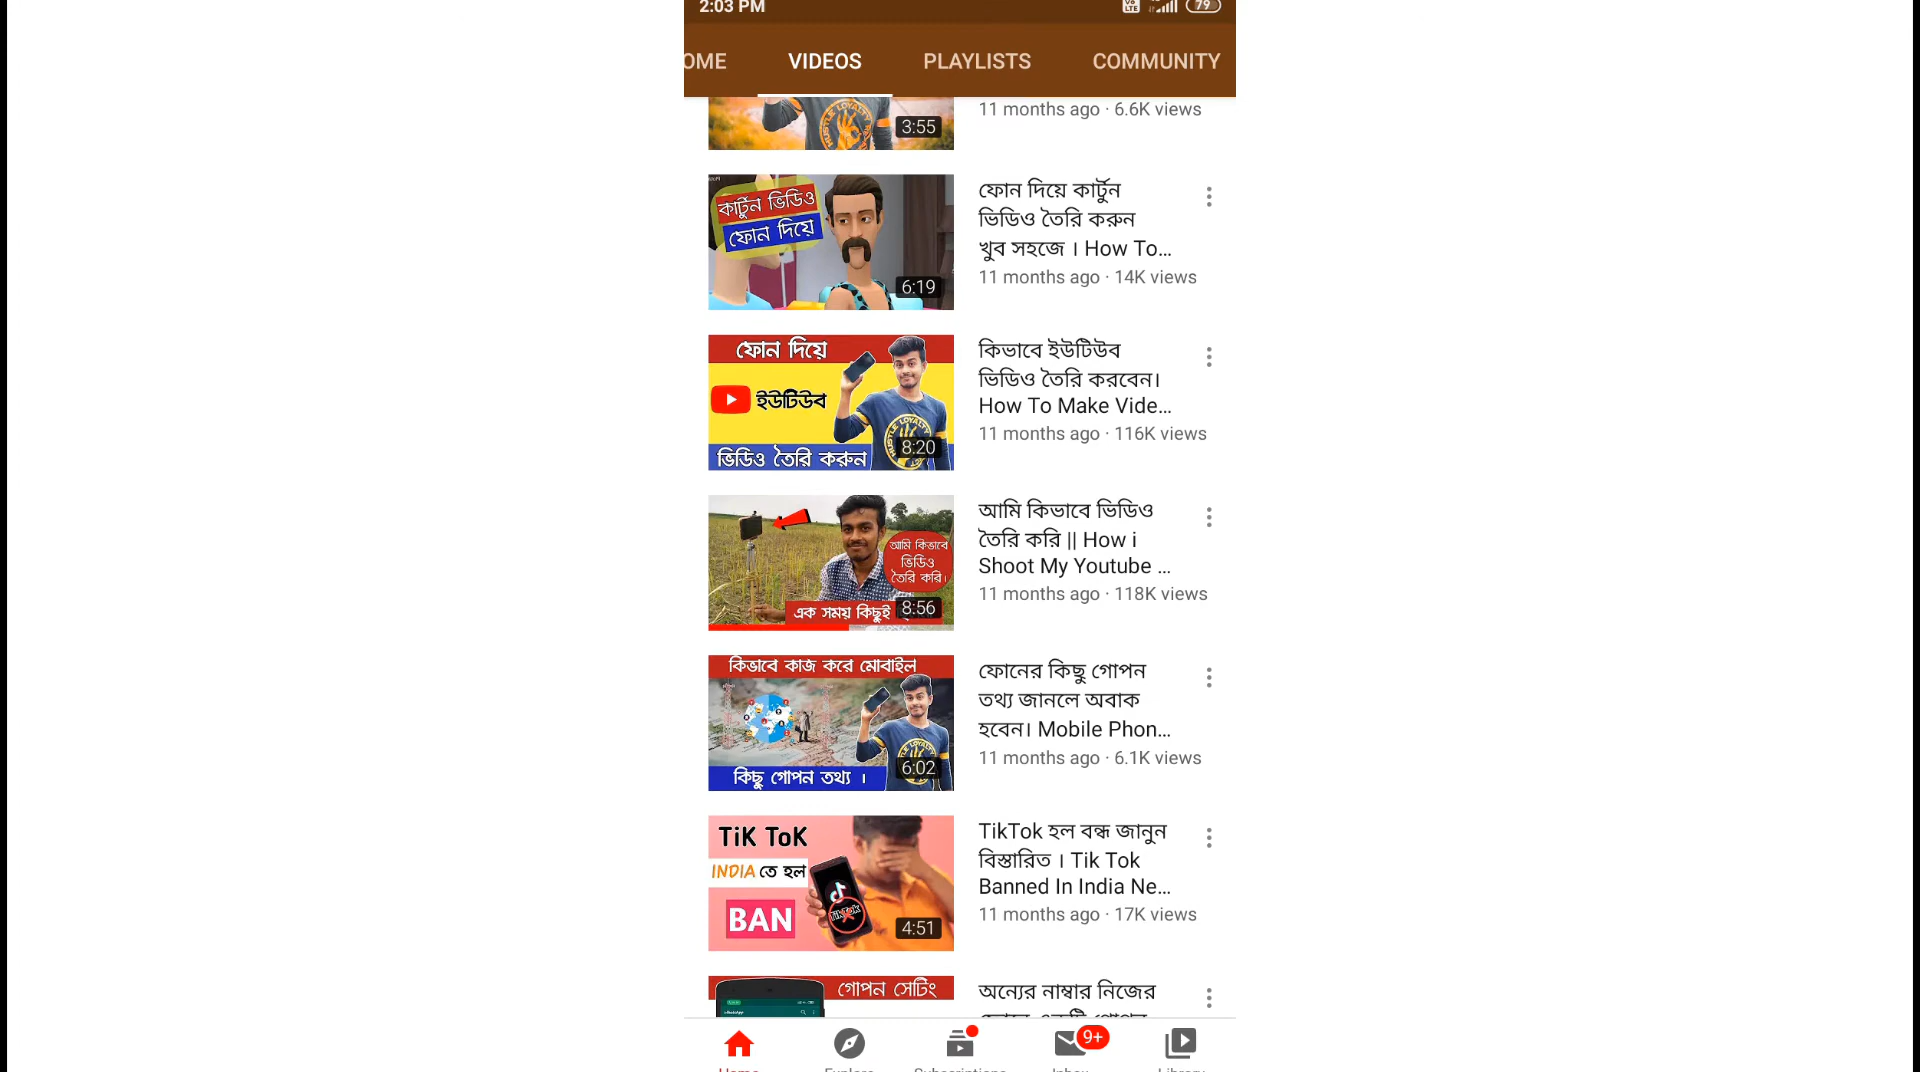 2:03 PM
79
OME VIDEOS PLAYLISTS COMMUNITY
3:55
11 months ago · 6.6K views
কার্টুন ভিডিও
ফোন দিয়ে
6:19
ফোন দিয়ে কার্টুন
ভিডিও তৈরি করুন
খুব সহজে । How To...
11 months ago · 14K views
ফোন দিয়ে
ইউটিউব
ভিডিও তৈরি করুন
HUSTLE LOYALTY
8:20
কিভাবে ইউটিউব
ভিডিও তৈরি করবেন।
How To Make Vide...
11 months ago · 116K views
আমি কিভাবে
ভিডিও
তৈরি করি।
এক সময় কিছুই
8:56
আমি কিভাবে ভিডিও
তৈরি করি || How i
Shoot My Youtube ...
11 months ago · 118K views
কিভাবে কাজ করে মোবাইল
কিছু গোপন তথ্য ।
6:02
ফোনের কিছু গোপন
তথ্য জানলে অবাক
হবেন। Mobile Phon...
11 months ago · 6.1K views
TiK ToK
INDIA তে হল
BAN
4:51
TikTok হল বন্ধ জানুন
বিস্তারিত । Tik Tok
Banned In India Ne...
11 months ago · 17K views
গোপন সেটিং
অন্যের নাম্বার নিজের
9+